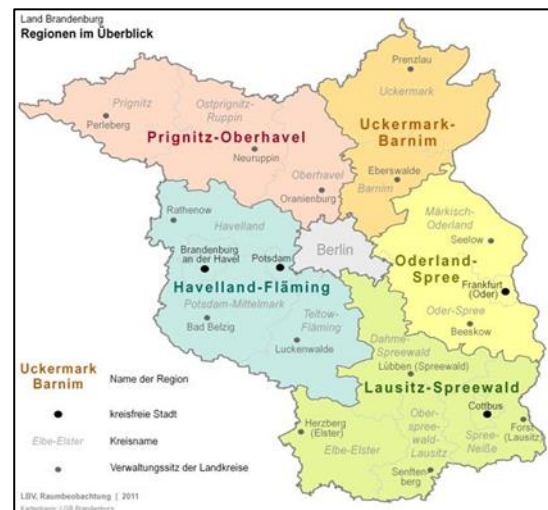 Land Brandenburg
Regionen im Überblick
Prenzlau
Uckermark
Prignitz
Ostprignitz-
Ruppin
Perleberg
Prignitz-Oberhavel
Uckermark-
Barnim
Neuruppin
Oberhavel
Eberswalde
Barnim
Oranienburg
Rathenow
Havelland
Märkisch-
Oderland
Seelow
Berlin
Brandenburg
an der Havel
Potsdam
Oderland-
Spree
Havelland-Fläming
Frankfurt
(Oder)
Potsdam-Mittelmark
Teltow-
Fläming
Oder-Spree
Bad Belzig
Beeskow
Luckenwalde
Dahme-
Spreewald
Lübben (Spreewald)
Lausitz-Spreewald
Herzberg
(Elster)
Elbe-Elster
Ober-
spree-
wald-
Lausitz
Cottbus
Spree-
Neiße
Forst
(Lausitz)
Senften-
berg
Uckermark
Barnim
Name der Region
kreisfreie Stadt
Elbe-Elster
Kreisname
Verwaltungssitz der Landkreise
LBV, Raumbeobachtung | 2011
Kartenbasis: LGB Brandenburg